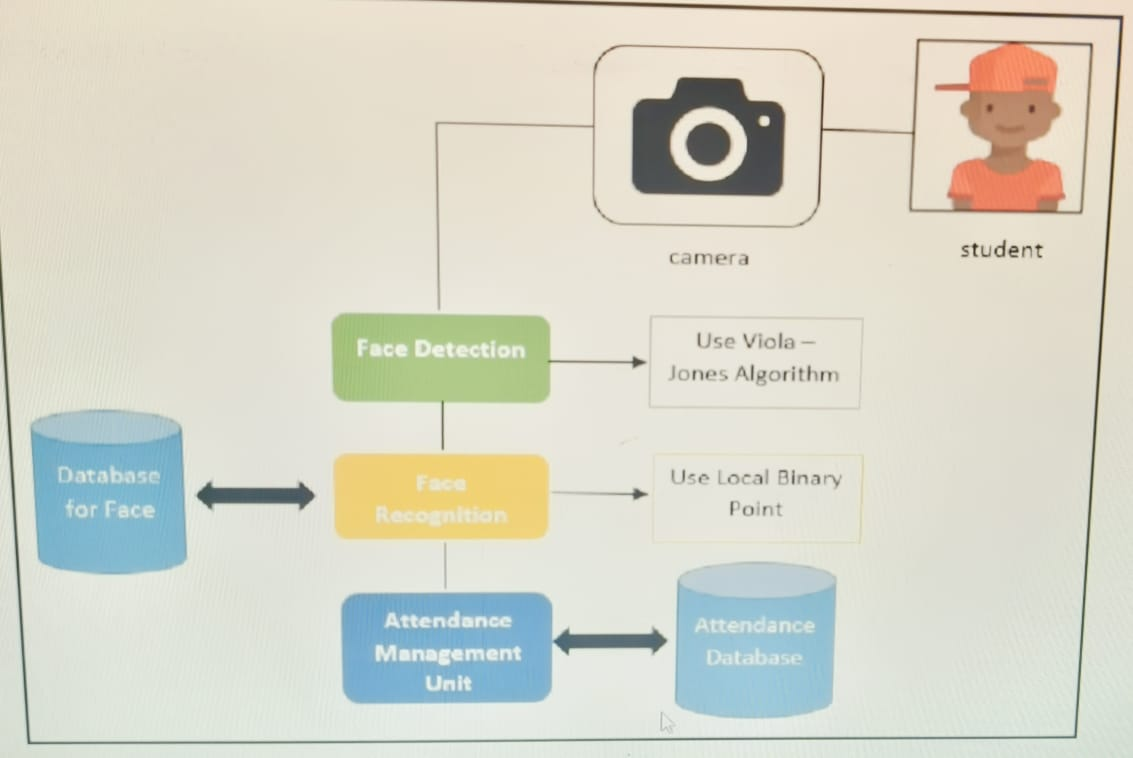 camera
student
Face Detection
Use Viola –
Jones Algorithm
Database
for Face
Face
Recognition
Use Local Binary
Point
Attendance
Management
Unit
Attendance
Database